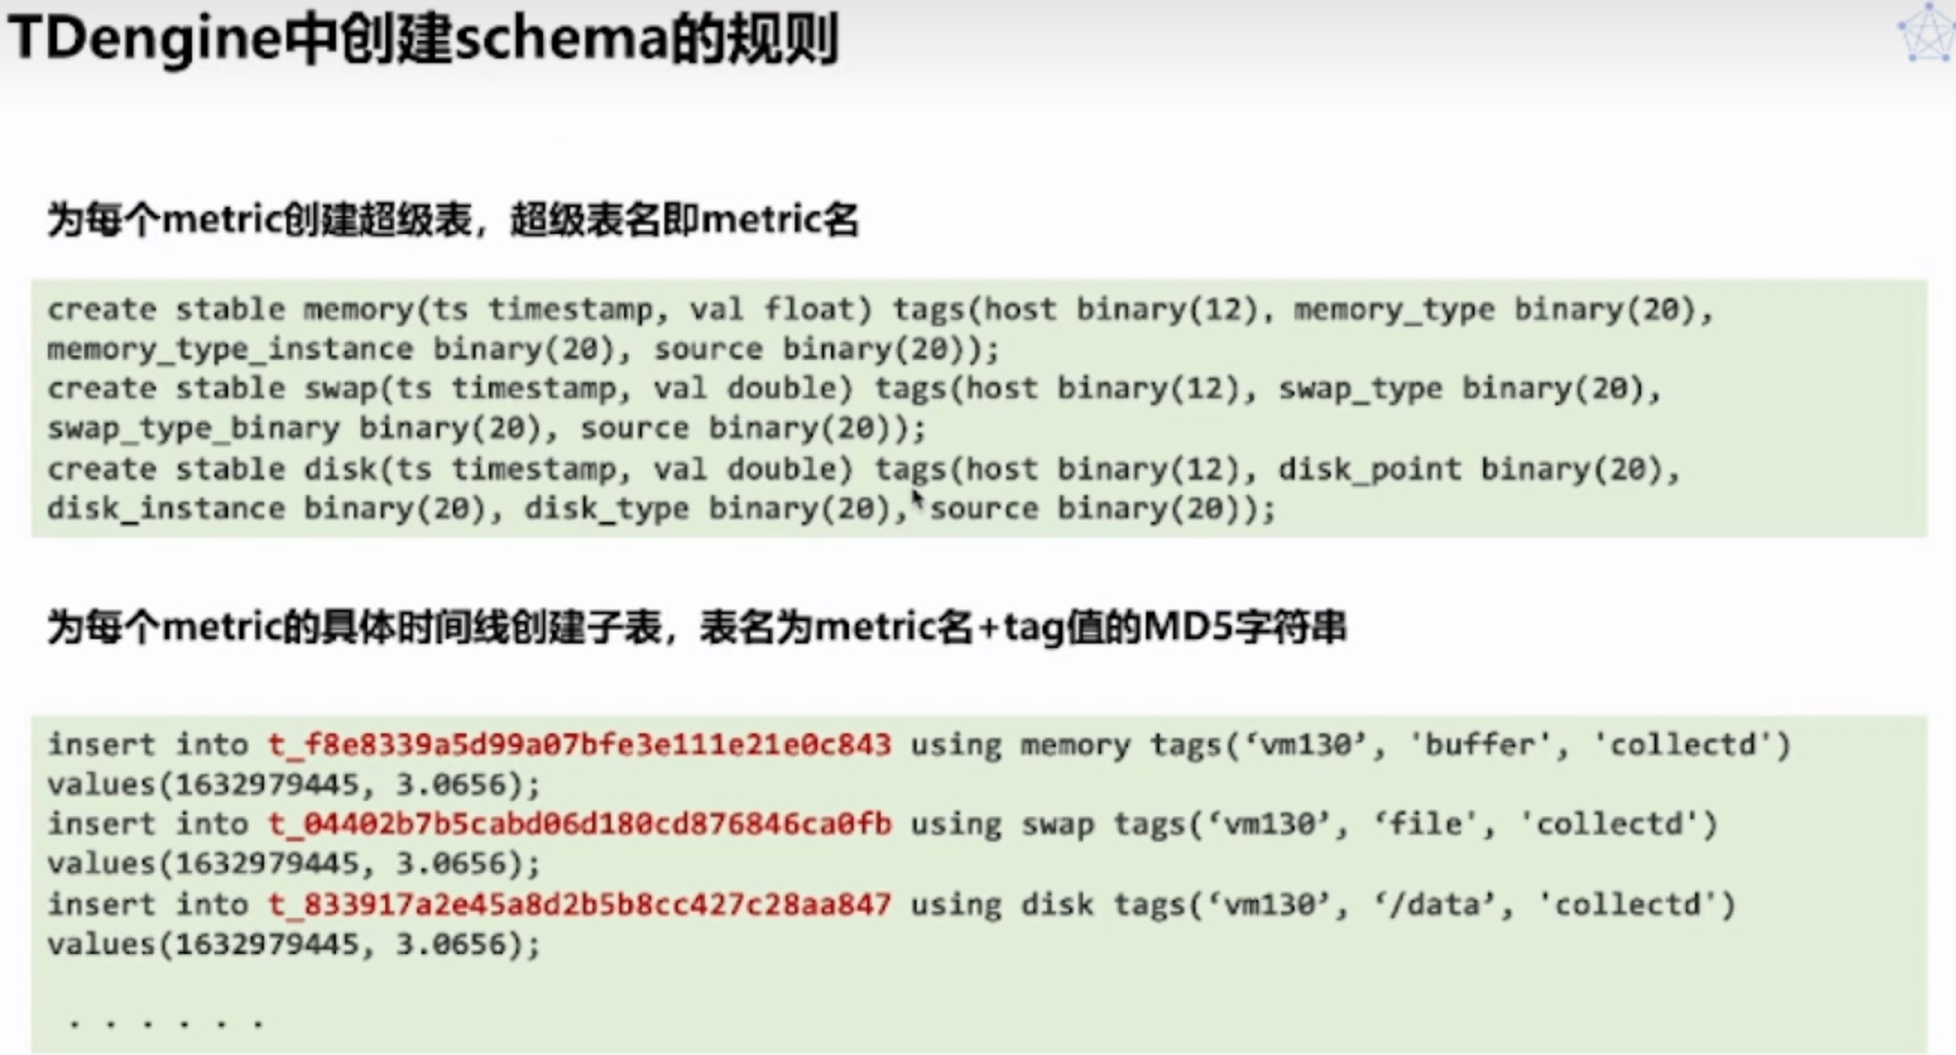 TDengine中创建schema的规则
为每个metric创建超级表，超级表名即metric名
create stable memory(ts timestamp, val float) tags(host binary(12), memory_type binary(20),
memory_type_instance binary(20), source binary(20));
create stable swap(ts timestamp, val double) tags(host binary(12), swap_type binary(20),
swap_type_binary binary(20), source binary(20));
create stable disk(ts timestamp, val double) tags(host binary(12), disk_point binary(20),
disk_instance binary(20), disk_type binary(20), source binary(20));
为每个metric的具体时间线创建子表，表名为metric名+tag值的MD5字符串
insert into t_f8e8339a5d99a07bfe3e111e21e0c843 using memory tags(‘vm130’, 'buffer', 'collectd')
values(1632979445, 3.0656);
insert into t_04402b7b5cabd06d180cd876846ca0fb using swap tags(‘vm130’, ‘file', 'collectd')
values(1632979445, 3.0656);
insert into t_833917a2e45a8d2b5b8cc427c28aa847 using disk tags(‘vm130’, ‘/data’, 'collectd')
values(1632979445, 3.0656);
. . . . . .